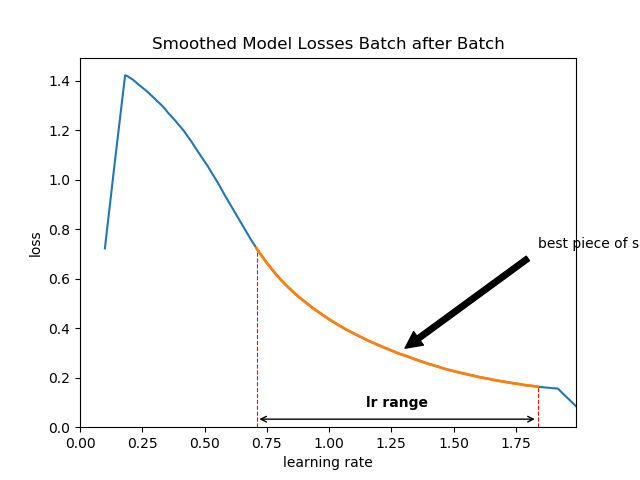 Smoothed Model Losses Batch after Batch
1.4
1.2
1.0
0.8
0.6
0.4
0.2
0.0
loss
best piece of s
lr range
0.00 0.25 0.50 0.75 1.00 1.25 1.50 1.75
learning rate